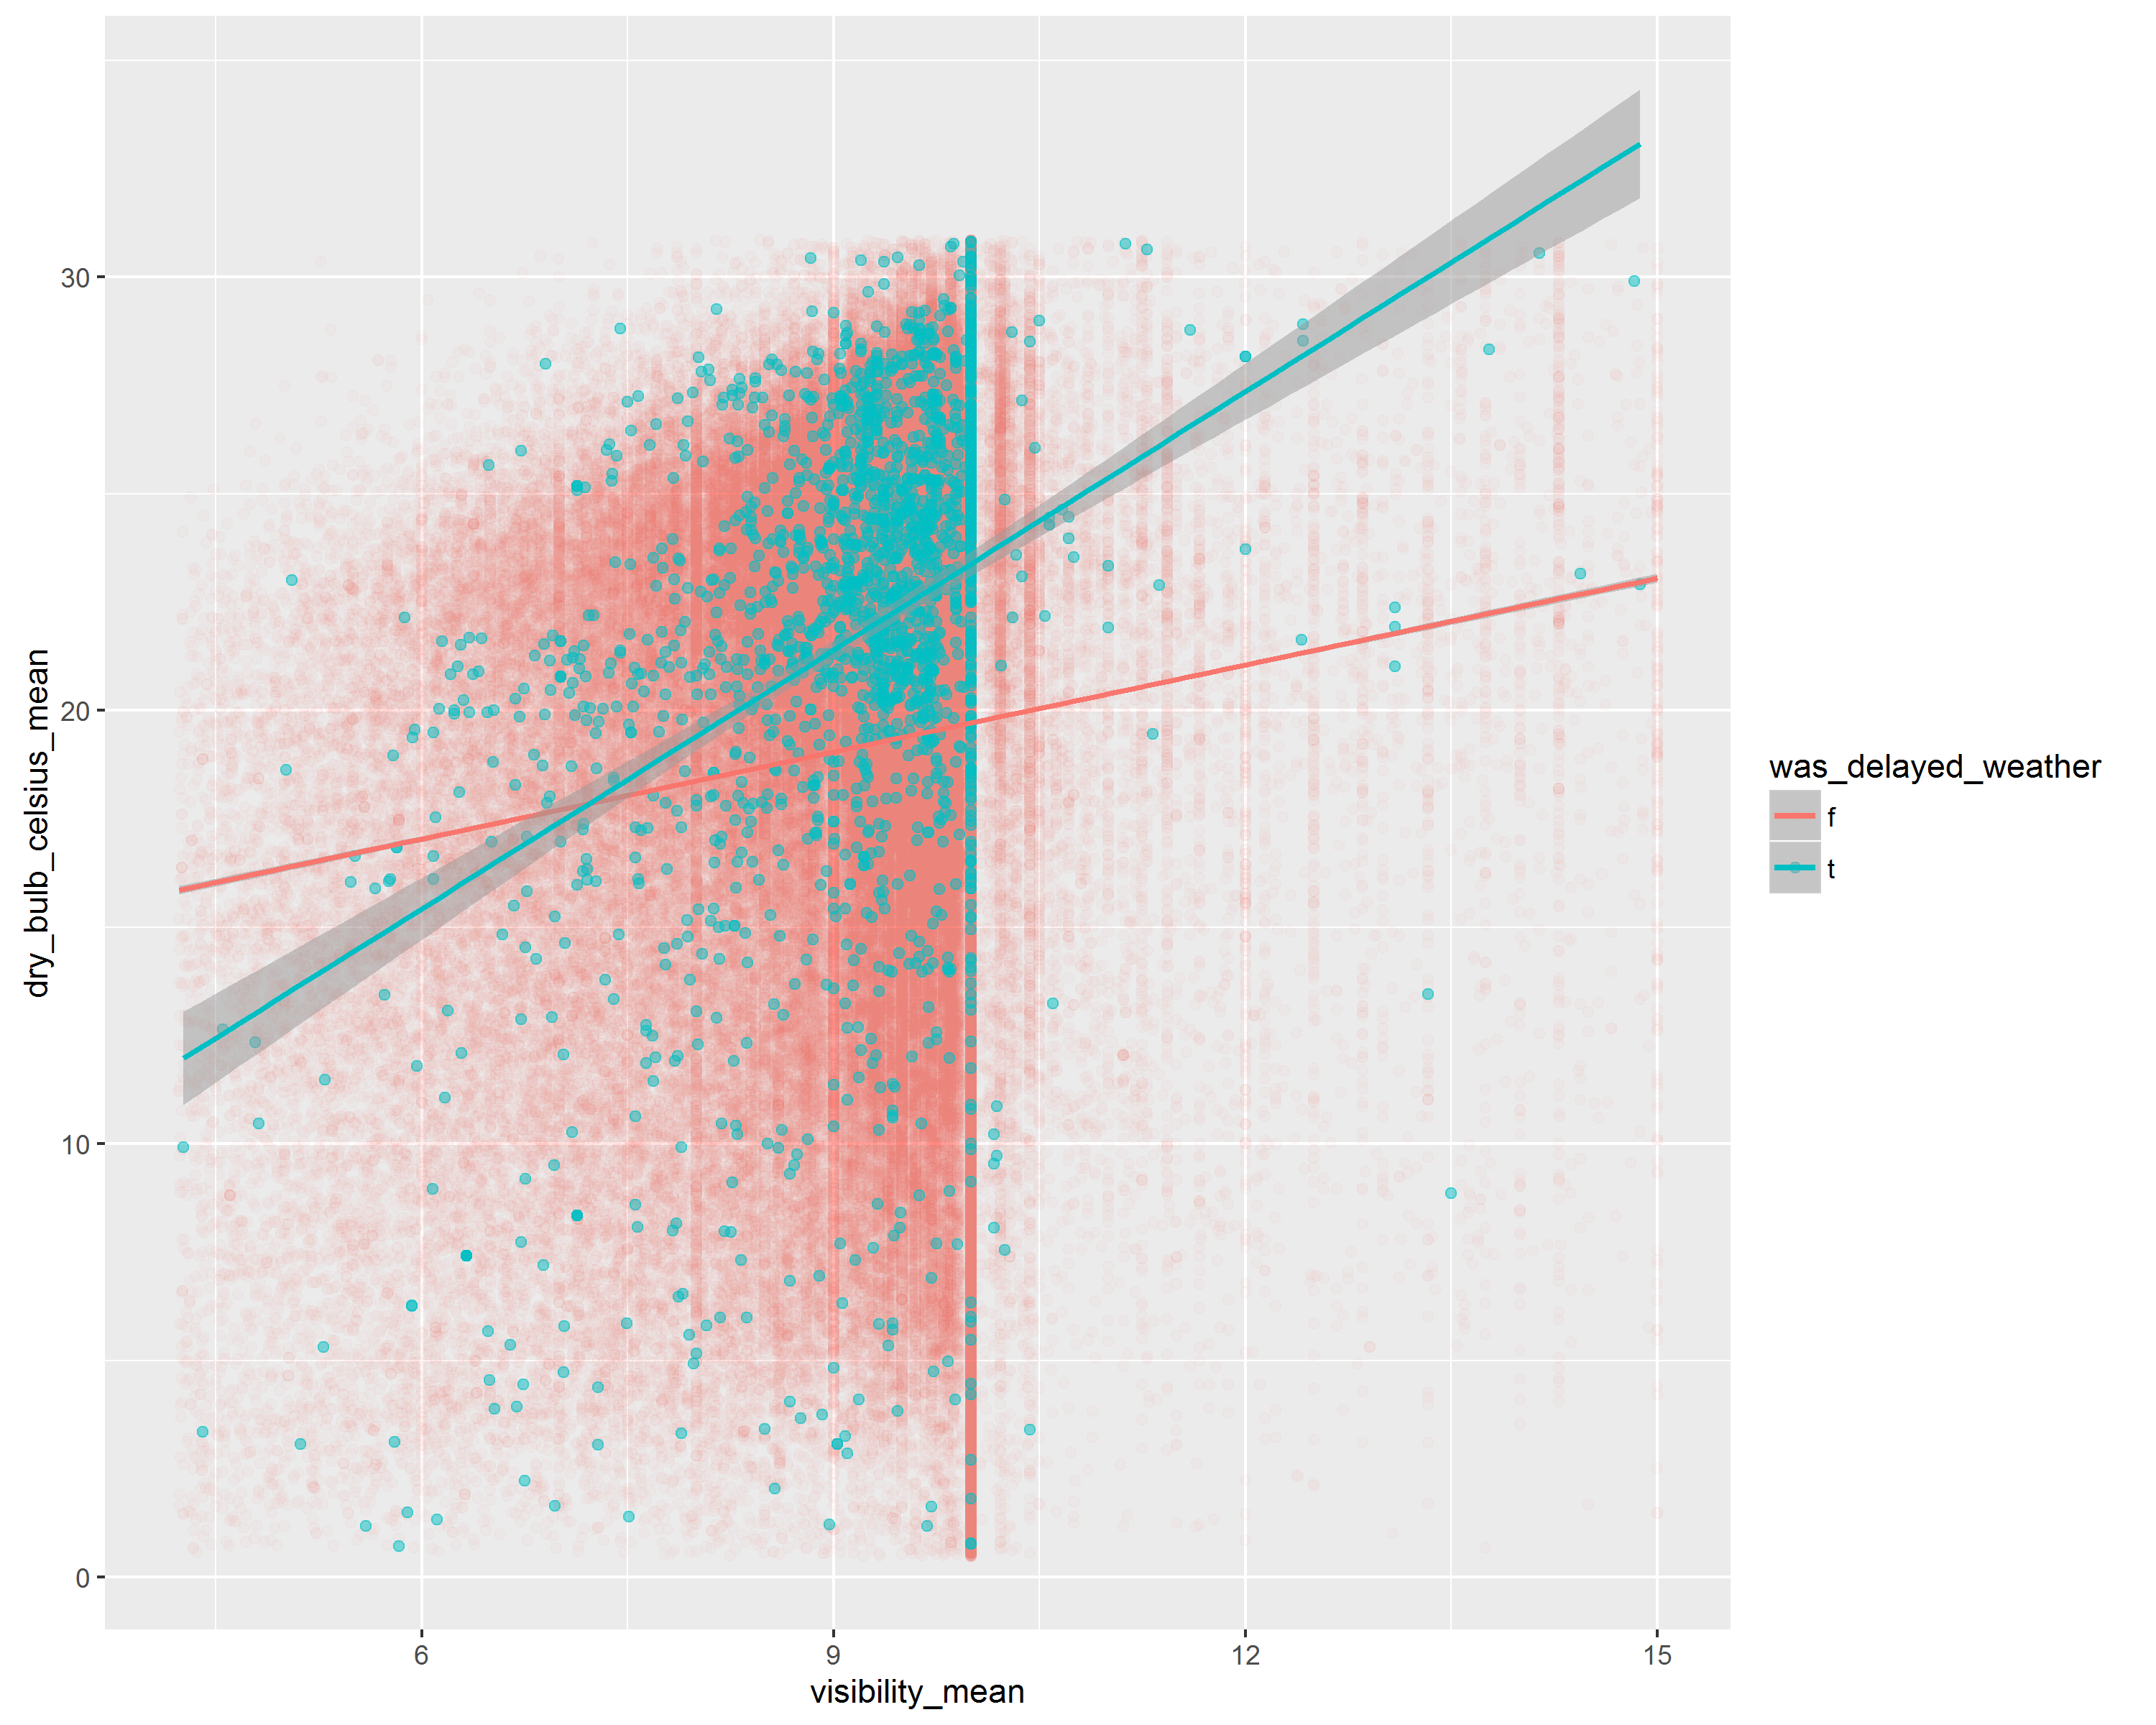 30
20
10
0
dry_bulb_celsius_mean
6
9
12
15
visibility_mean
was_delayed_weather
f
t